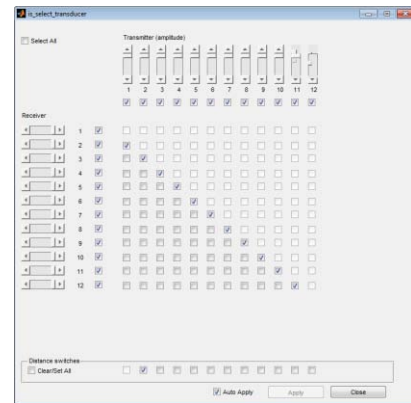 is_select_transducer
Select All
Transmitter (amplitude)
1 2 3 4 5 6 7 8 9 10 11 12
Receiver
1
2
3
4
5
6
7
8
9
10
11
12
Distance switches
Clear/Set All
Auto Apply
Apply
Close